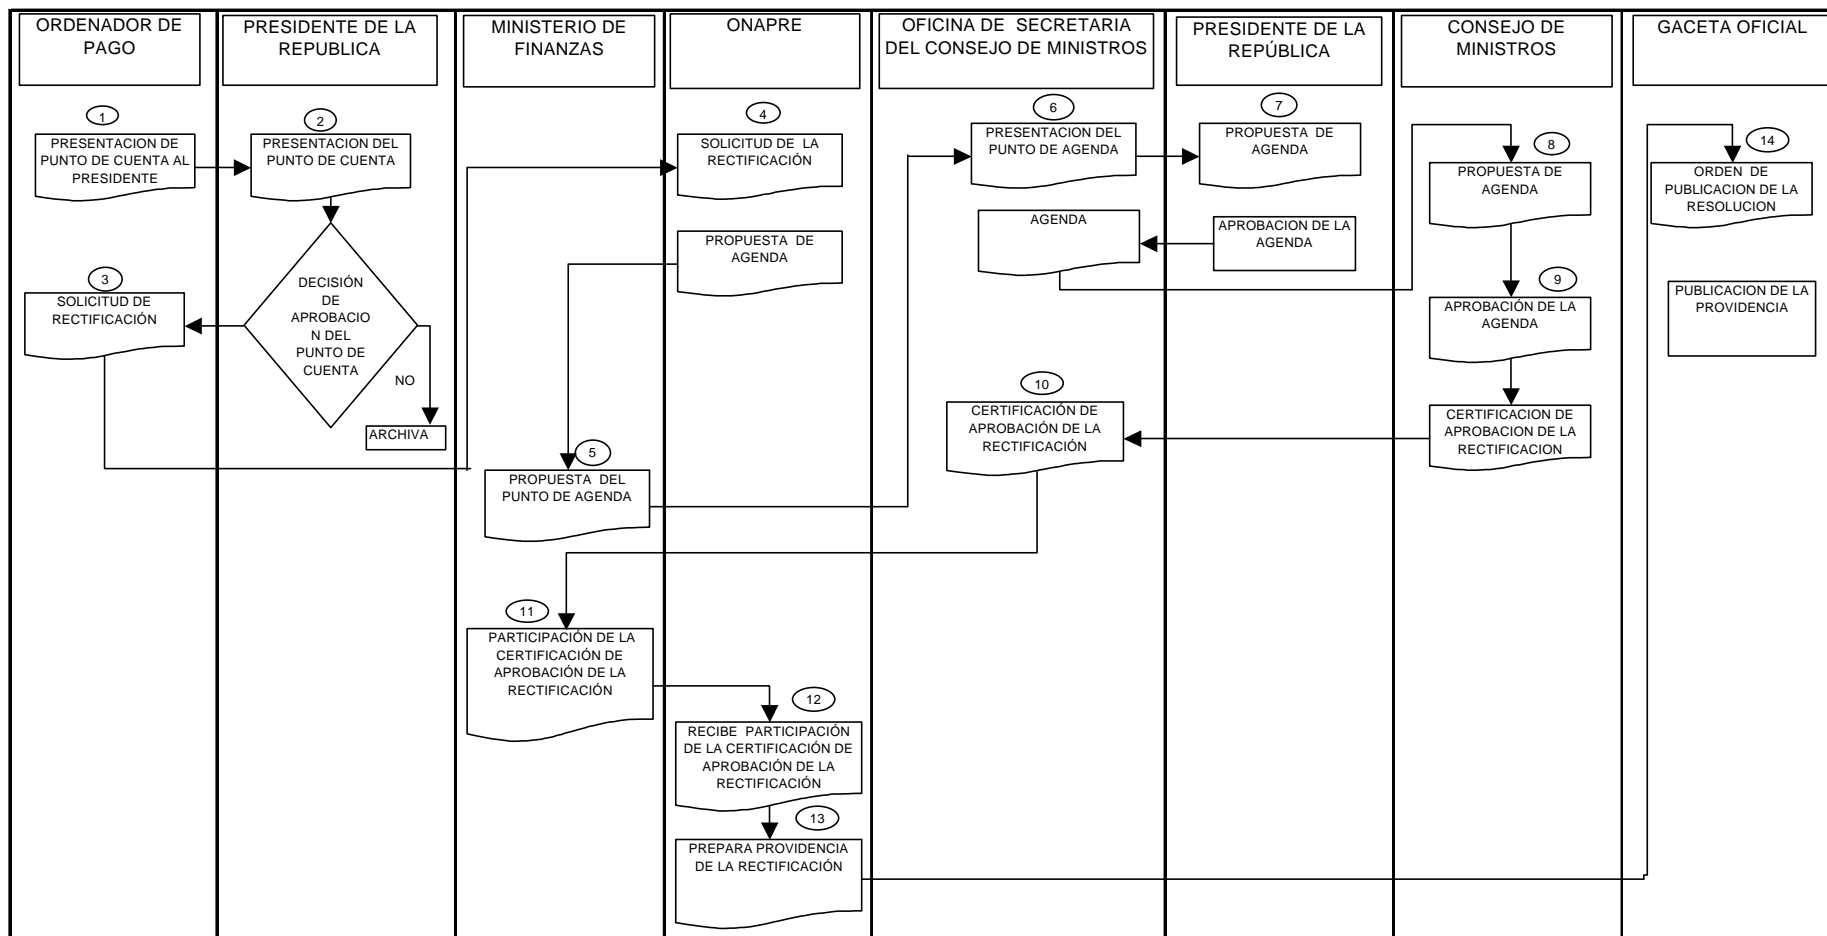 ORDENADOR DE
PAGO
PRESIDENTE DE LA
REPUBLICA
MINISTERIO DE
FINANZAS
ONAPRE
OFICINA DE SECRETARIA
DEL CONSEJO DE MINISTROS
PRESIDENTE DE LA
REPÚBLICA
CONSEJO DE
MINISTROS
GACETA OFICIAL
1
PRESENTACION DE
PUNTO DE CUENTA AL
PRESIDENTE
2
PRESENTACION DEL
PUNTO DE CUENTA
DECISIÓN
DE
APROBACIO
N DEL
PUNTO DE
CUENTA
NO
ARCHIVA
3
SOLICITUD DE
RECTIFICACIÓN
4
SOLICITUD DE LA
RECTIFICACIÓN
PROPUESTA DE
AGENDA
5
PROPUESTA DEL
PUNTO DE AGENDA
6
PRESENTACION DEL
PUNTO DE AGENDA
7
PROPUESTA DE
AGENDA
APROBACION DE LA
AGENDA
AGENDA
8
PROPUESTA DE
AGENDA
9
APROBACIÓN DE LA
AGENDA
CERTIFICACION DE
APROBACION DE LA
RECTIFICACION
10
CERTIFICACIÓN DE
APROBACIÓN DE LA
RECTIFICACIÓN
11
PARTICIPACIÓN DE LA
CERTIFICACIÓN DE
APROBACIÓN DE LA
RECTIFICACIÓN
12
RECIBE PARTICIPACIÓN
DE LA CERTIFICACIÓN DE
APROBACIÓN DE LA
RECTIFICACIÓN
13
PREPARA PROVIDENCIA
DE LA RECTIFICACIÓN
14
ORDEN DE
PUBLICACION DE LA
RESOLUCION
PUBLICACION DE LA
PROVIDENCIA